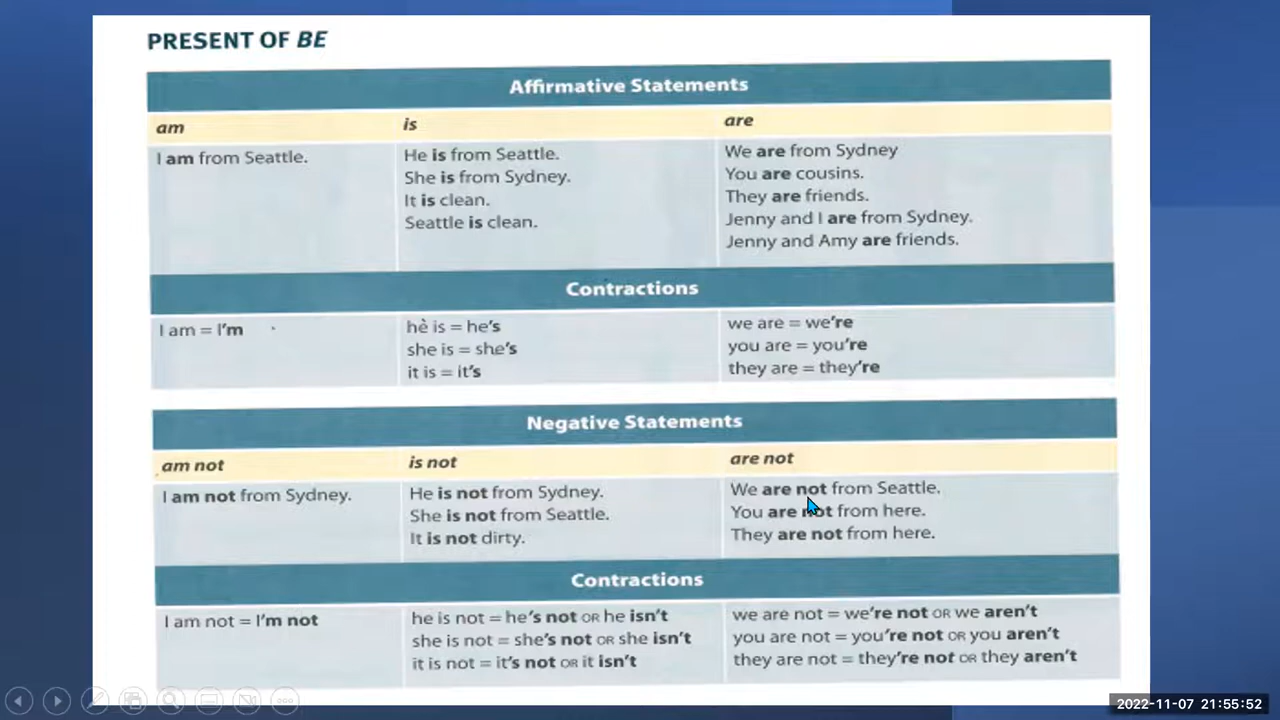 PRESENT OF BE
Affirmative Statements
am is are
I am from Seattle.
He is from Seattle.
She is from Sydney.
It is clean.
Seattle is clean.
We are from Sydney
You are cousins.
They are friends.
Jenny and I are from Sydney.
Jenny and Amy are friends.
Contractions
I am = I'm
he is = he's
she is = she's
it is = it's
we are = we're
you are = you're
they are = they're
Negative Statements
am not is not are not
I am not from Sydney.
He is not from Sydney.
She is not from Seattle.
It is not dirty.
We are not from Seattle.
You are not from here.
They are not from here.
Contractions
I am not = I'm not
he is not = he's not OR he isn't
she is not = she's not OR she isn't
it is not = it's not OR it isn't
we are not = we're not OR we aren't
you are not = you're not OR you aren't
they are not = they're not OR they aren't
2022-11-07 21:55:52